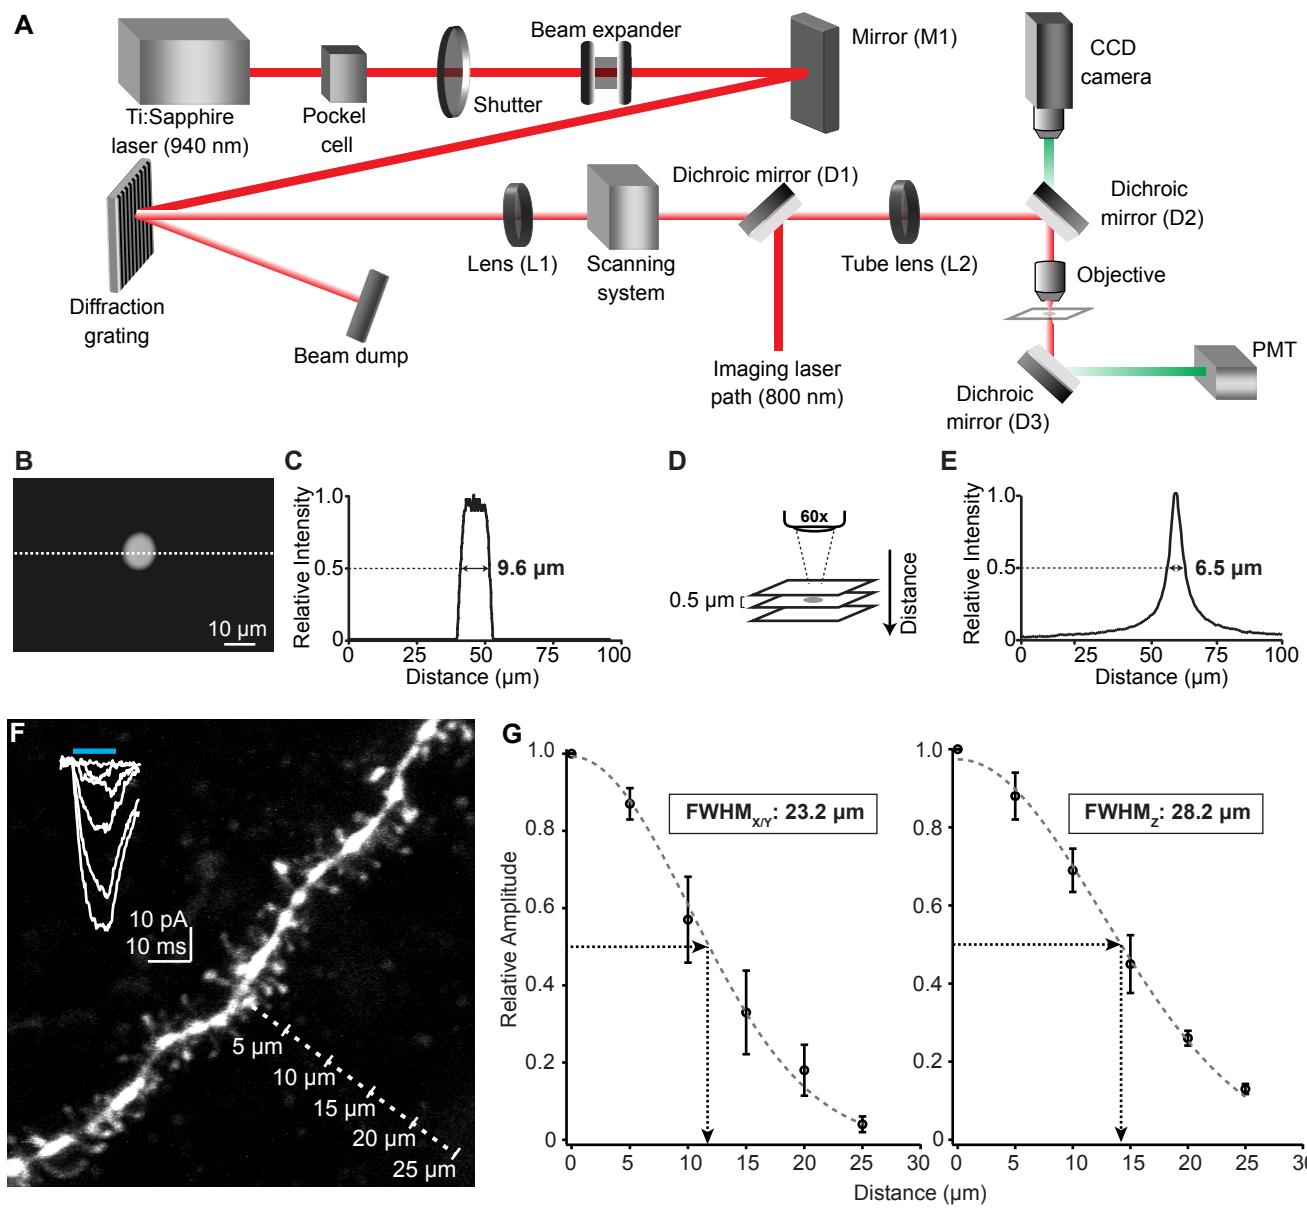 A
Ti:Sapphire
laser (940 nm)
Pockel
cell
Shutter
Beam expander
Mirror (M1)
CCD
camera
Diffraction
grating
Beam dump
Lens (L1)
Scanning
system
Dichroic mirror (D1)
Imaging laser
path (800 nm)
Tube lens (L2)
Dichroic
mirror (D2)
Objective
Dichroic
mirror (D3)
PMT
B
10 µm
C
Relative Intensity
1.0
0.5
0
9.6 µm
0
25
50
75
100
Distance (µm)
D
60x
0.5 µm
Distance
E
Relative Intensity
1.0
0.5
0
6.5 µm
0
25
50
75
100
Distance (µm)
F
10 pA
10 ms
5 µm
10 µm
15 µm
20 µm
25 µm
G
Relative Amplitude
1.0
0.8
0.6
0.4
0.2
0
FWHMX/Y: 23.2 µm
0
5
10
15
20
25
30
1.0
0.8
0.6
0.4
0.2
0
FWHMZ: 28.2 µm
0
5
10
15
20
25
30
Distance (µm)